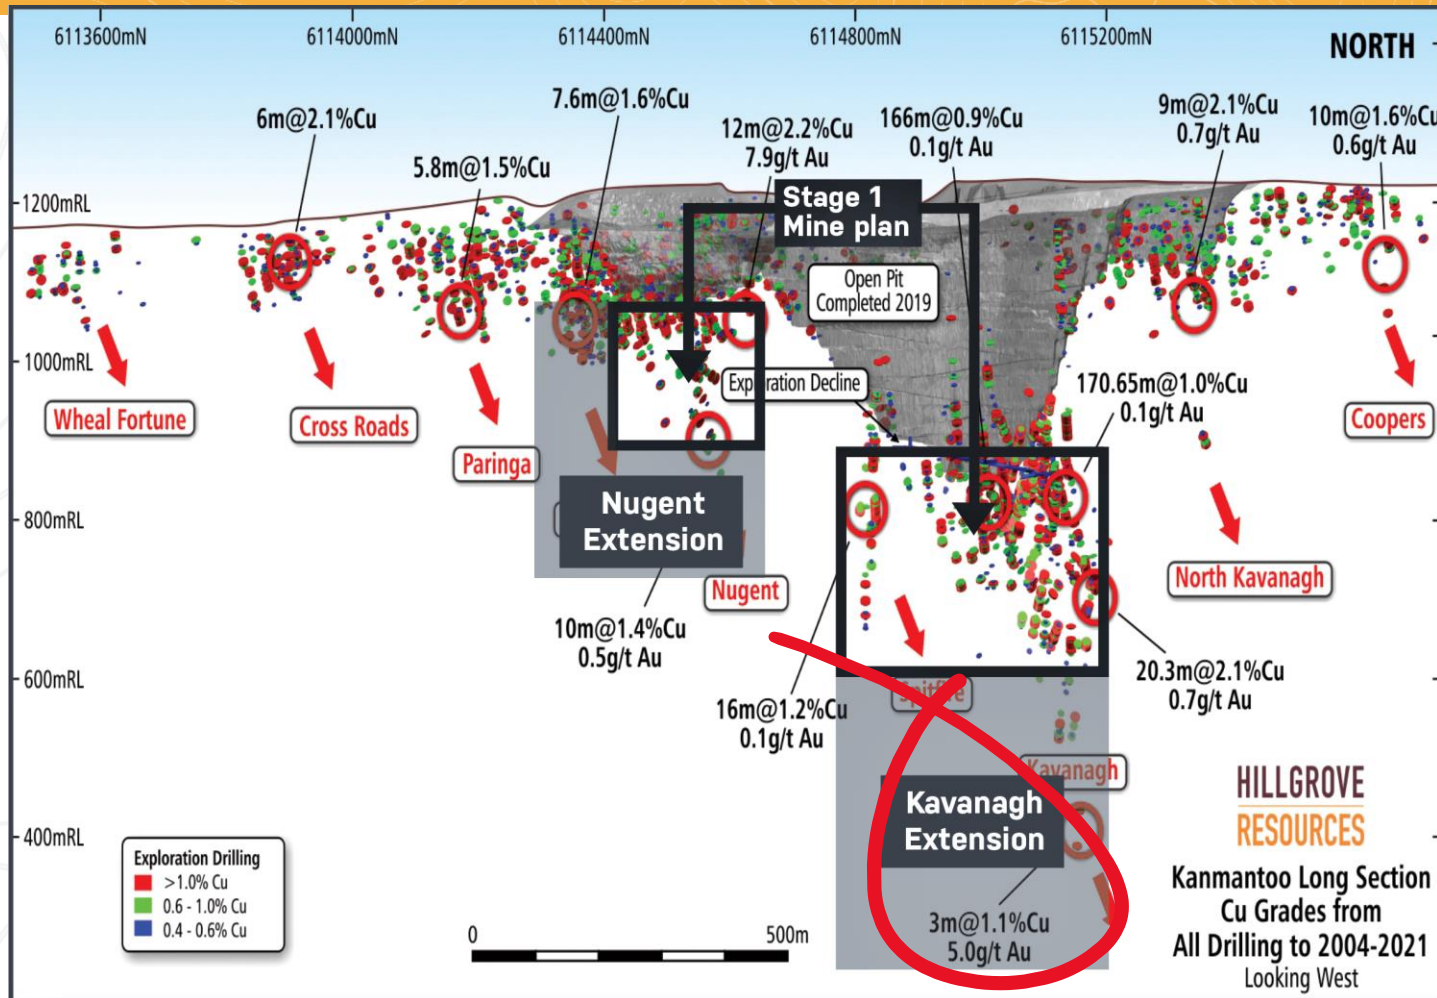 6113600mN
6114000mN
6114400mN
6114800mN
6115200mN
NORTH
6m@2.1%Cu
5.8m@1.5%Cu
7.6m@1.6%Cu
12m@2.2%Cu
7.9g/t Au
166m@0.9%Cu
0.1g/t Au
9m@2.1%Cu
0.7g/t Au
10m@1.6%Cu
0.6g/t Au
1200mRL
1000mRL
800mRL
600mRL
400mRL
Stage 1
Mine plan
Open Pit
Completed 2019
Exploration Decline
170.65m@1.0%Cu
0.1g/t Au
Wheal Fortune
Cross Roads
Paringa
Coopers
Nugent
Extension
Nugent
North Kavanagh
10m@1.4%Cu
0.5g/t Au
16m@1.2%Cu
0.1g/t Au
20.3m@2.1%Cu
0.7g/t Au
Spitfire
Kavanagh
Kavanagh
Extension
3m@1.1%Cu
5.0g/t Au
Exploration Drilling
>1.0% Cu
0.6 - 1.0% Cu
0.4 - 0.6% Cu
0
500m
HILLGROVE
RESOURCES
Kanmantoo Long Section
Cu Grades from
All Drilling to 2004-2021
Looking West